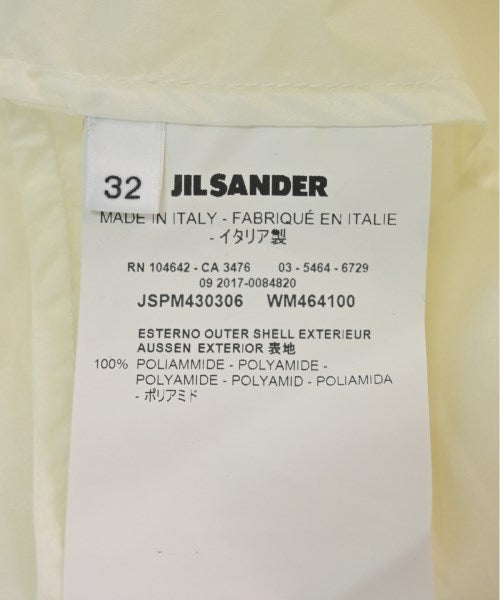 32
JIL SANDER
MADE IN ITALY - FABRIQUÉ EN ITALIE
- イタリア製
RN 104642 - CA 3476 03 - 5464 - 6729
09 2017-0084820
JSPM430306 WM464100
ESTERNO OUTER SHELL EXTERIEUR
AUSSEN EXTERIOR 表地
100% POLIAMMIDE - POLYAMIDE -
POLYAMIDE - POLYAMID - POLIAMIDA
- ポリアミド